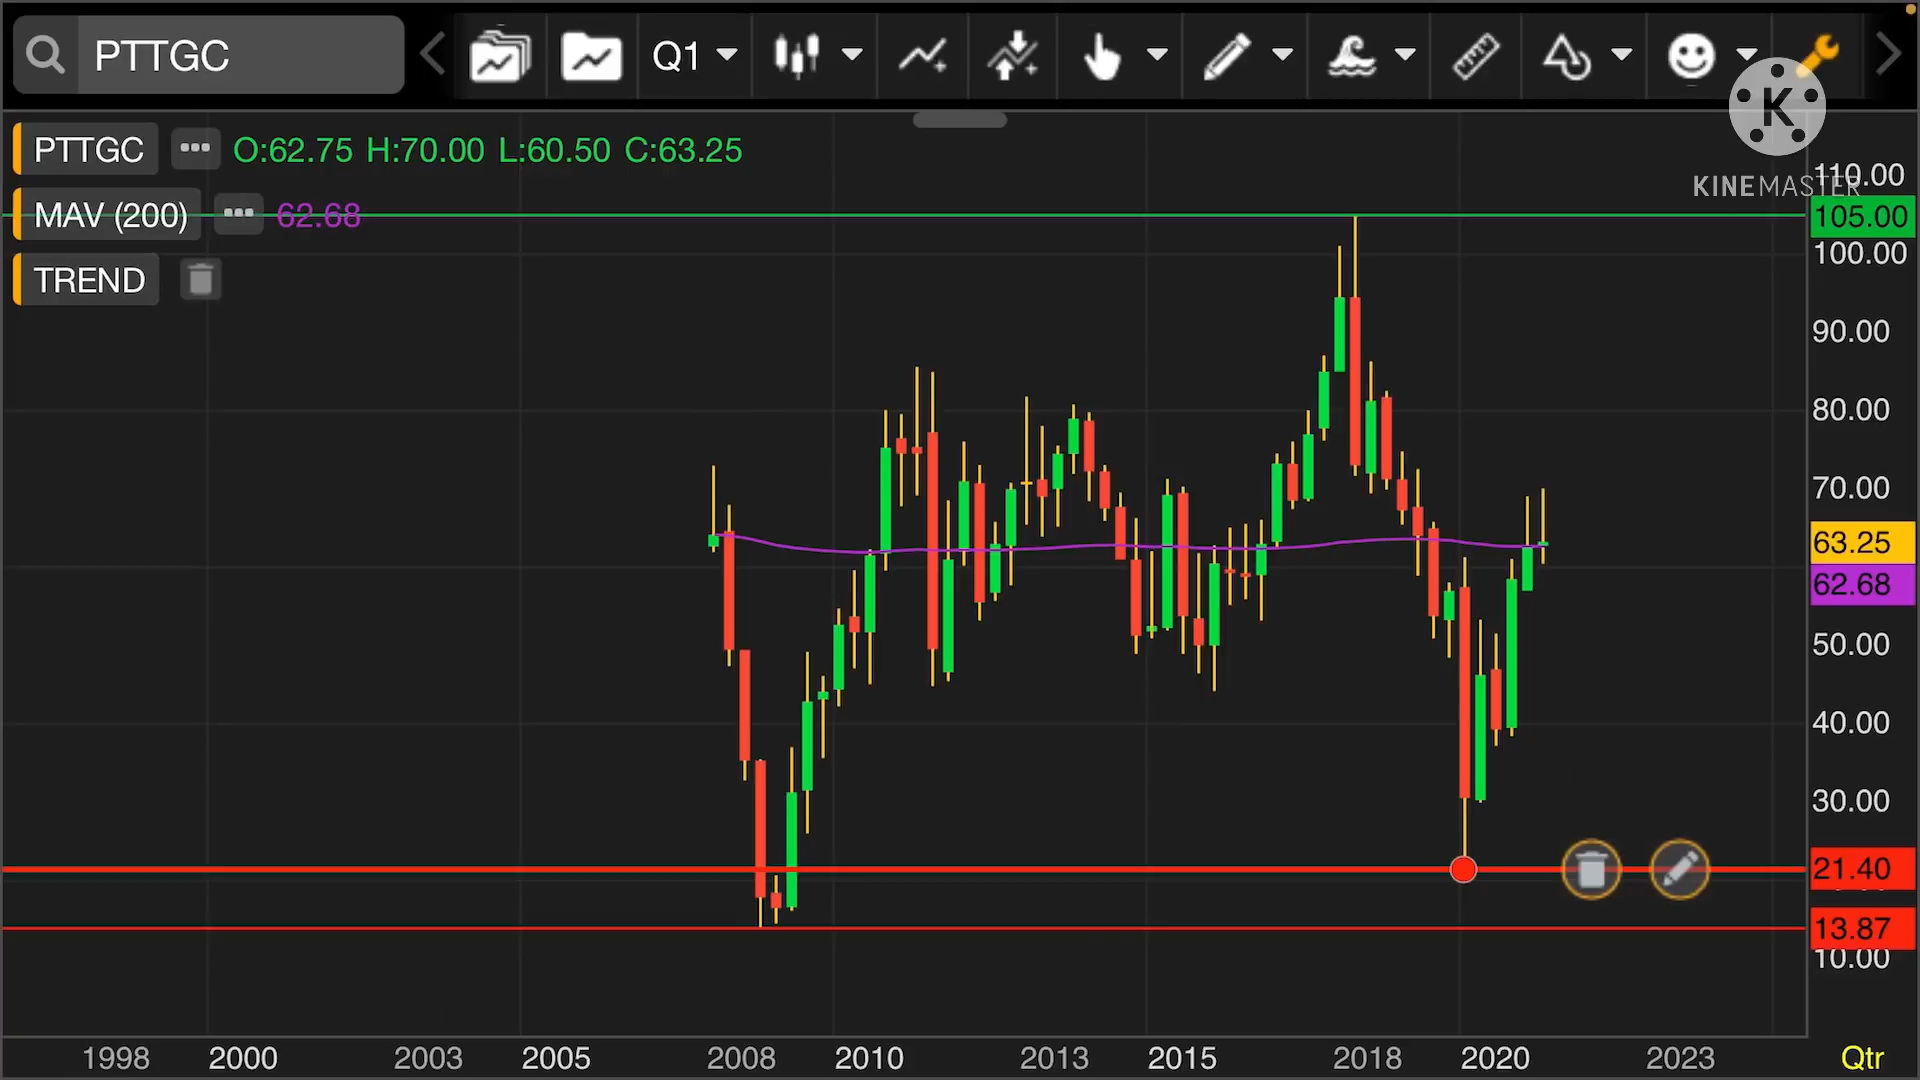 PTTGC
Q1
K
KINEMASTER
PTTGC ••• O:62.75 H:70.00 L:60.50 C:63.25
MAV (200) ••• 62.68
TREND
110.00
105.00
100.00
90.00
80.00
70.00
63.25
62.68
50.00
40.00
30.00
21.40
13.87
10.00
1998 2000 2003 2005 2008 2010 2013 2015 2018 2020 2023 Qtr